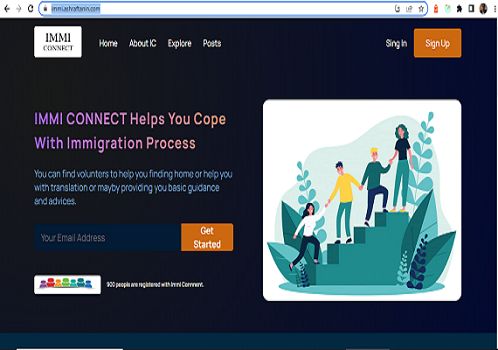 immi.ashraftanin.com
IMMI
CONNECT
Home About IC Explore Posts
Sing In
Sign Up
IMMI CONNECT Helps You Cope
With Immigration Process
You can find volunters to help you finding home or help you
with translation or mayby providing you basic guidance
and advices.
Your Email Address
Get
Started
900 people are registered with Immi Connent.